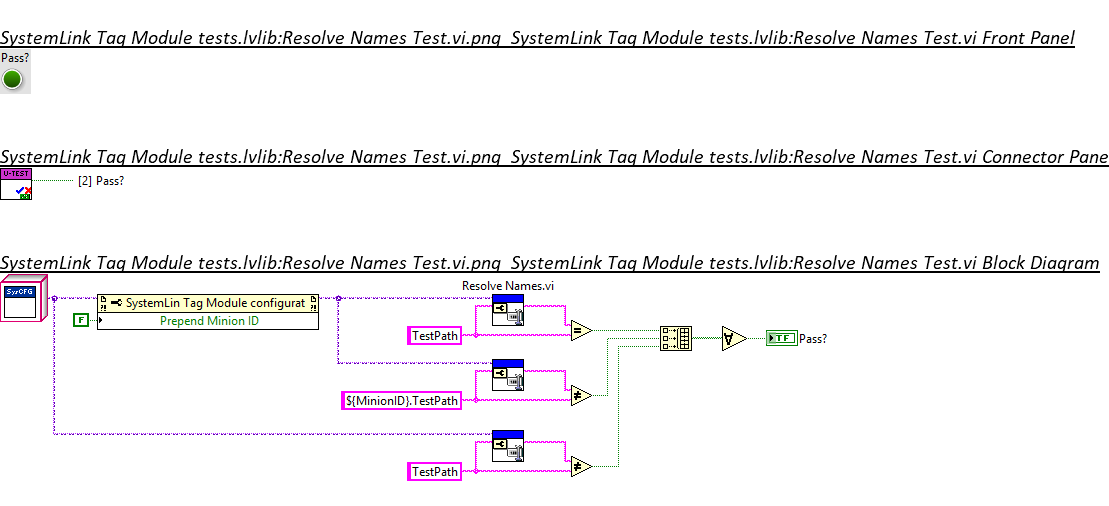 SystemLink Tag Module tests.lvlib:Resolve Names Test.vi.png SystemLink Tag Module tests.lvlib:Resolve Names Test.vi Front Panel
Pass?
SystemLink Tag Module tests.lvlib:Resolve Names Test.vi.png SystemLink Tag Module tests.lvlib:Resolve Names Test.vi Connector Pane
U-TEST
[2] Pass?
SystemLink Tag Module tests.lvlib:Resolve Names Test.vi.png SystemLink Tag Module tests.lvlib:Resolve Names Test.vi Block Diagram
SysCFG
SystemLin Tag Module configurat
Prepend Minion ID
F
Resolve Names.vi
TestPath
=
TF
Pass?
${MinionID}.TestPath
≠
TestPath
≠